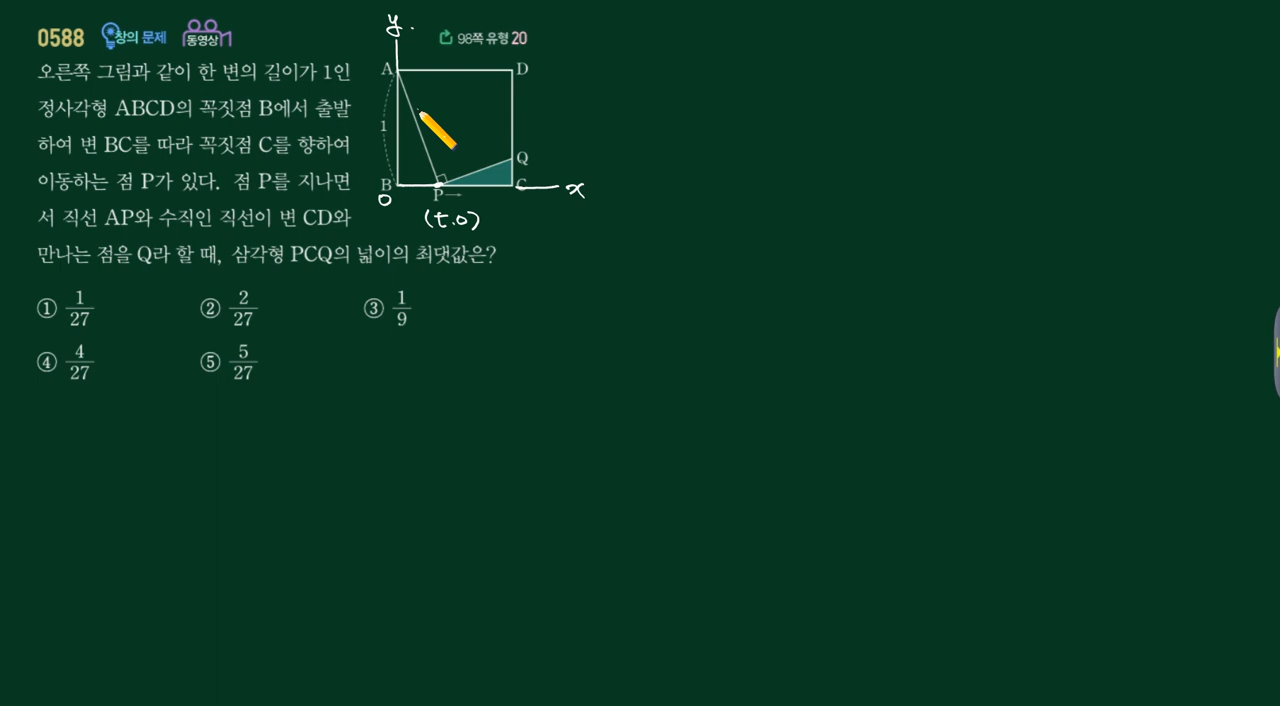 0588 창의 문제 동영상 98쪽 유형 20
오른쪽 그림과 같이 한 변의 길이가 1인
정사각형 ABCD의 꼭짓점 B에서 출발
하여 변 BC를 따라 꼭짓점 C를 향하여
이동하는 점 P가 있다. 점 P를 지나면
서 직선 AP와 수직인 직선이 변 CD와
만나는 점을 Q라 할 때, 삼각형 PCQ의 넓이의 최댓값은?
y
A D
1
Q
B P→ C x
0
(t.0)
① 1/27 ② 2/27 ③ 1/9
④ 4/27 ⑤ 5/27